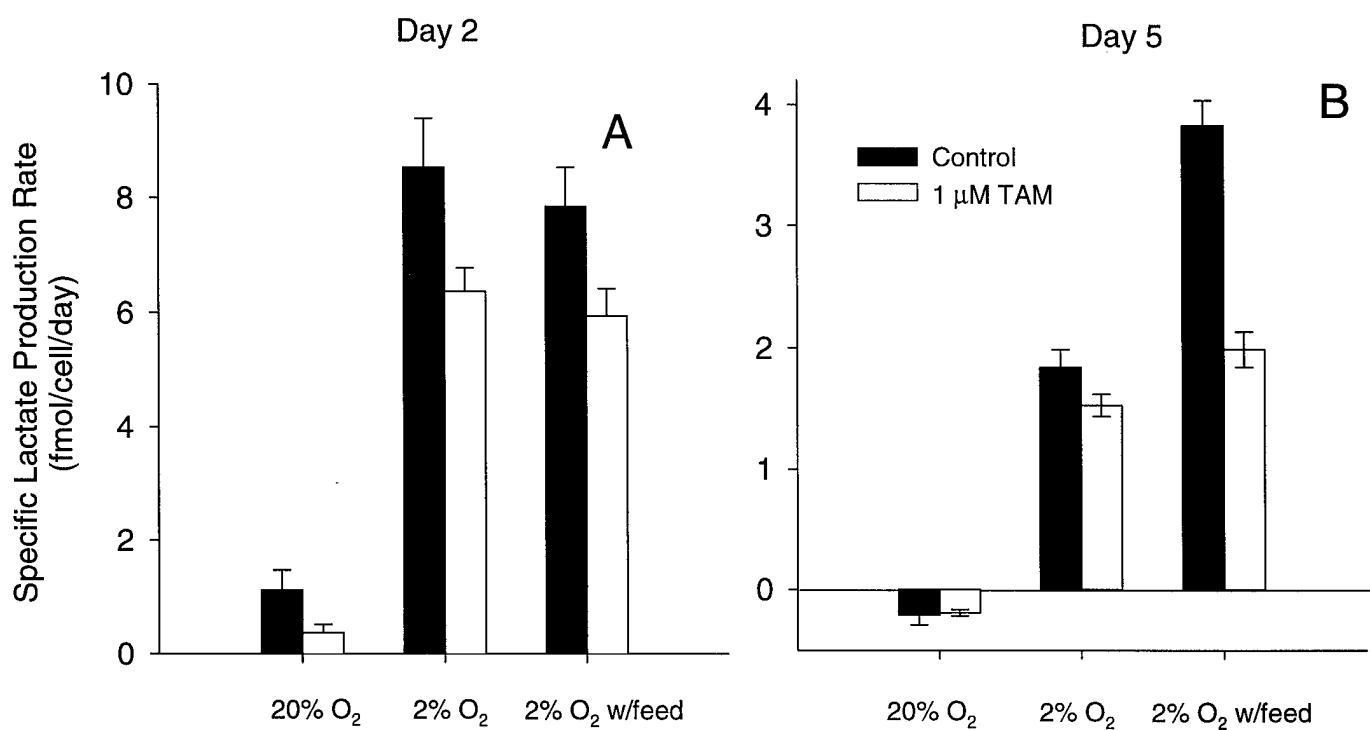 Day 2
Day 5
A
B
Specific Lactate Production Rate
(fmol/cell/day)
10
8
6
4
2
0
20% O₂
2% O₂
2% O₂ w/feed
4
3
2
1
0
Control
1 μM TAM
20% O₂
2% O₂
2% O₂ w/feed